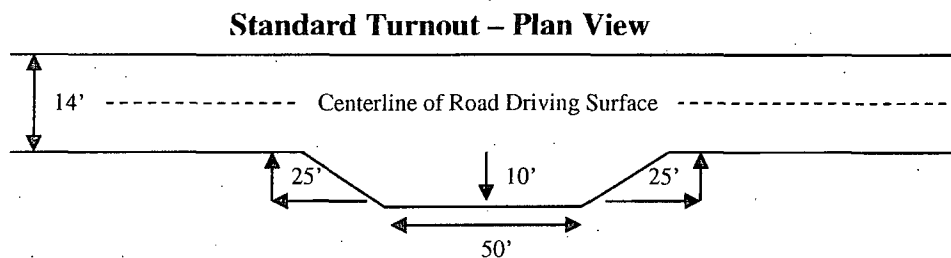 Standard Turnout – Plan View
14'
Centerline of Road Driving Surface
25'
10'
25'
50'